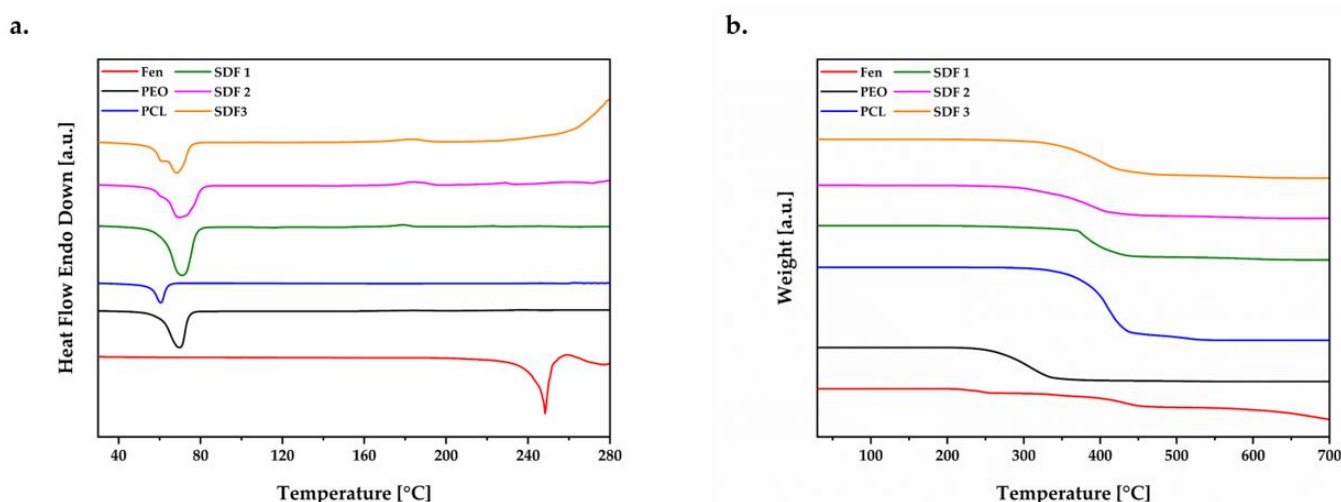 a.
Fen SDF 1
PEO SDF 2
PCL SDF3
Heat Flow Endo Down [a.u.]
40 80 120 160 200 240 280
Temperature [°C]
b.
Fen SDF 1
PEO SDF 2
PCL SDF 3
Weight [a.u.]
100 200 300 400 500 600 700
Temperature [°C]